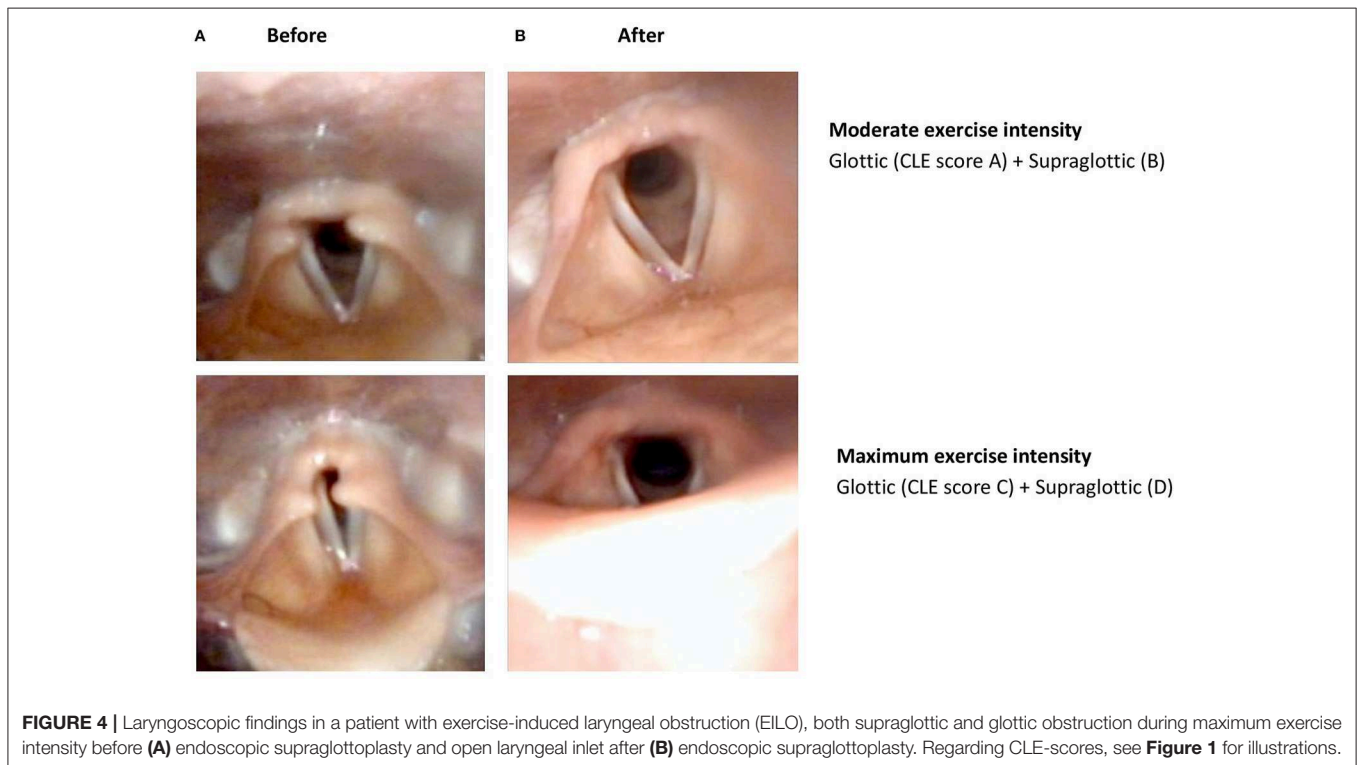 A Before B After
Moderate exercise intensity
Glottic (CLE score A) + Supraglottic (B)
Maximum exercise intensity
Glottic (CLE score C) + Supraglottic (D)
FIGURE 4 | Laryngoscopic findings in a patient with exercise-induced laryngeal obstruction (EILO), both supraglottic and glottic obstruction during maximum exercise
intensity before (A) endoscopic supraglottoplasty and open laryngeal inlet after (B) endoscopic supraglottoplasty. Regarding CLE-scores, see Figure 1 for illustrations.